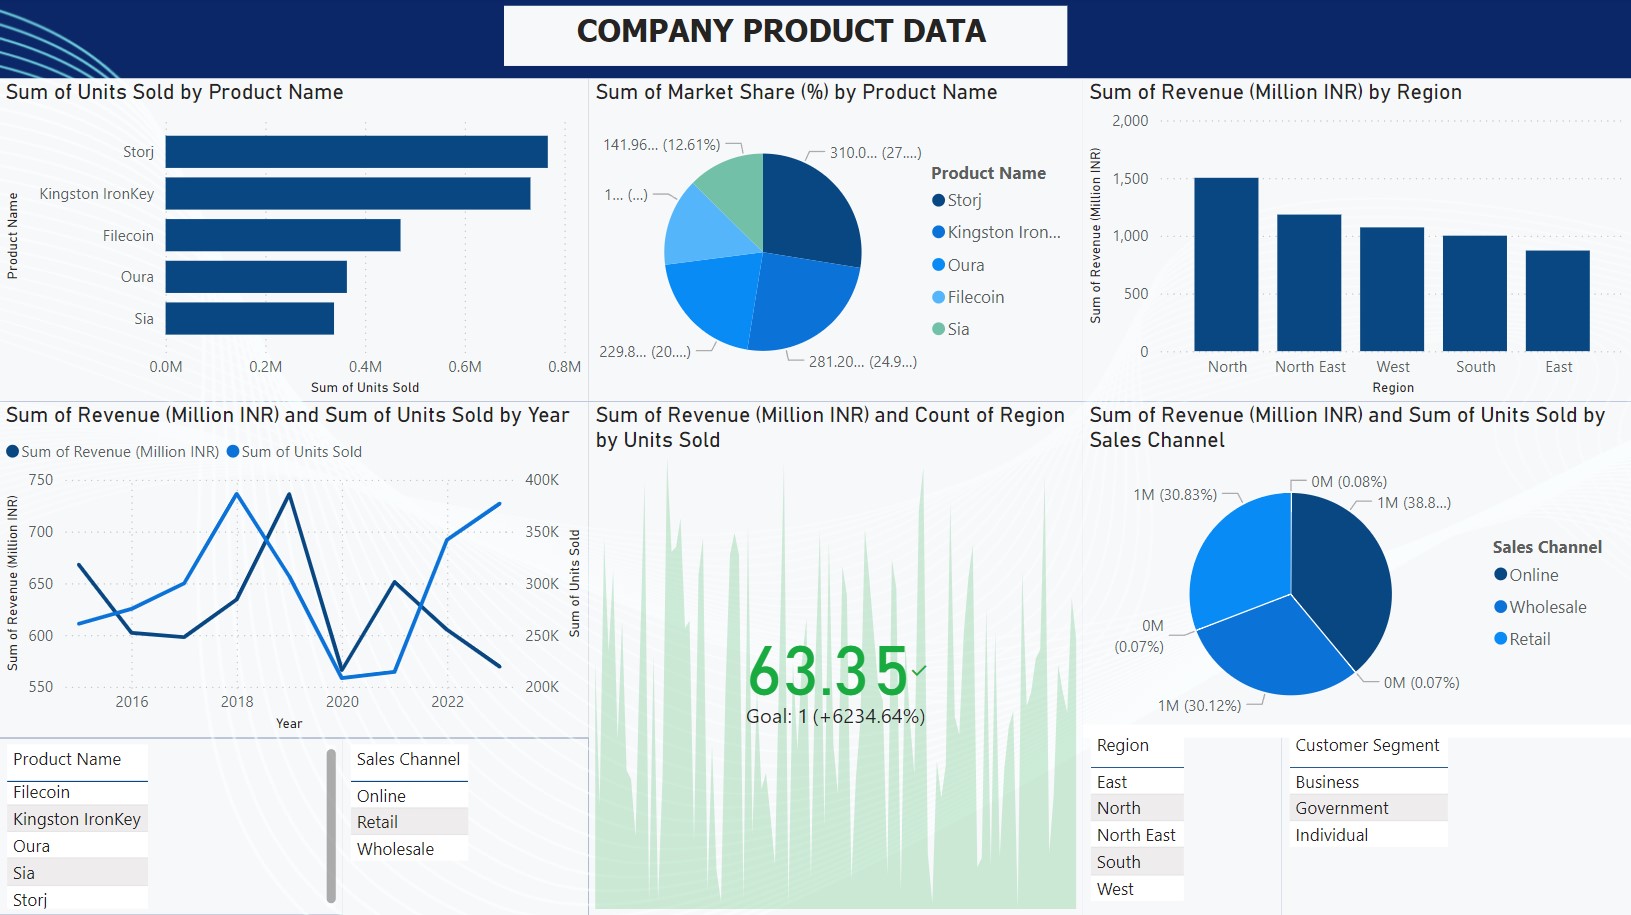 COMPANY PRODUCT DATA
Sum of Units Sold by Product Name
Product Name
Storj
Kingston IronKey
Filecoin
Oura
Sia
0.0M 0.2M 0.4M 0.6M 0.8M
Sum of Units Sold
Sum of Market Share (%) by Product Name
141.96... (12.61%)
310.0... (27....)
1... (...)
229.8... (20....)
281.20... (24.9...)
Product Name
Storj
Kingston Iron...
Oura
Filecoin
Sia
Sum of Revenue (Million INR) by Region
Sum of Revenue (Million INR)
2,000
1,500
1,000
500
0
North North East West South East
Region
Sum of Revenue (Million INR) and Sum of Units Sold by Year
Sum of Revenue (Million INR) Sum of Units Sold
Sum of Revenue (Million INR)
750
700
650
600
550
400K
350K
300K
250K
200K
Sum of Units Sold
2016 2018 2020 2022
Year
Sum of Revenue (Million INR) and Count of Region
by Units Sold
63.35
Goal: 1 (+6234.64%)
Sum of Revenue (Million INR) and Sum of Units Sold by
Sales Channel
0M (0.08%)
1M (30.83%)
1M (38.8...)
0M
(0.07%)
0M (0.07%)
1M (30.12%)
Sales Channel
Online
Wholesale
Retail
Product Name
Filecoin
Kingston IronKey
Oura
Sia
Storj
Sales Channel
Online
Retail
Wholesale
Region
East
North
North East
South
West
Customer Segment
Business
Government
Individual